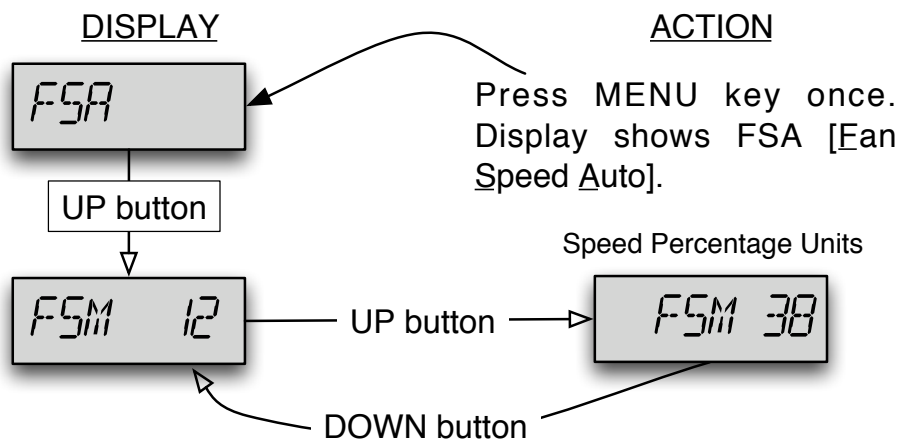 DISPLAY
ACTION
FSA
Press MENU key once.
Display shows FSA [Fan
Speed Auto].
UP button
Speed Percentage Units
FSM 12
UP button
FSM 38
DOWN button